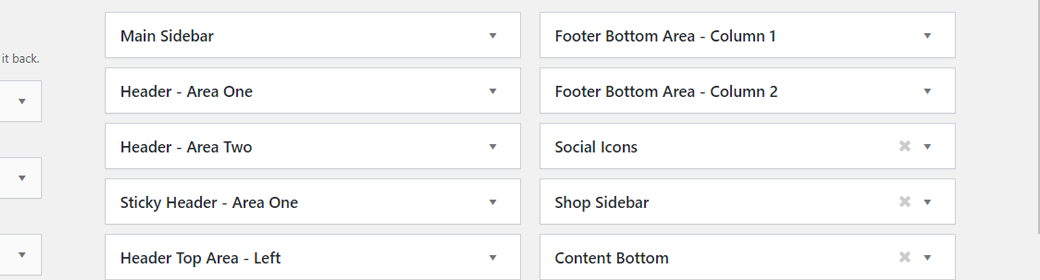 it back.
Main Sidebar
Header - Area One
Header - Area Two
Sticky Header - Area One
Header Top Area - Left
Footer Bottom Area - Column 1
Footer Bottom Area - Column 2
Social Icons
Shop Sidebar
Content Bottom